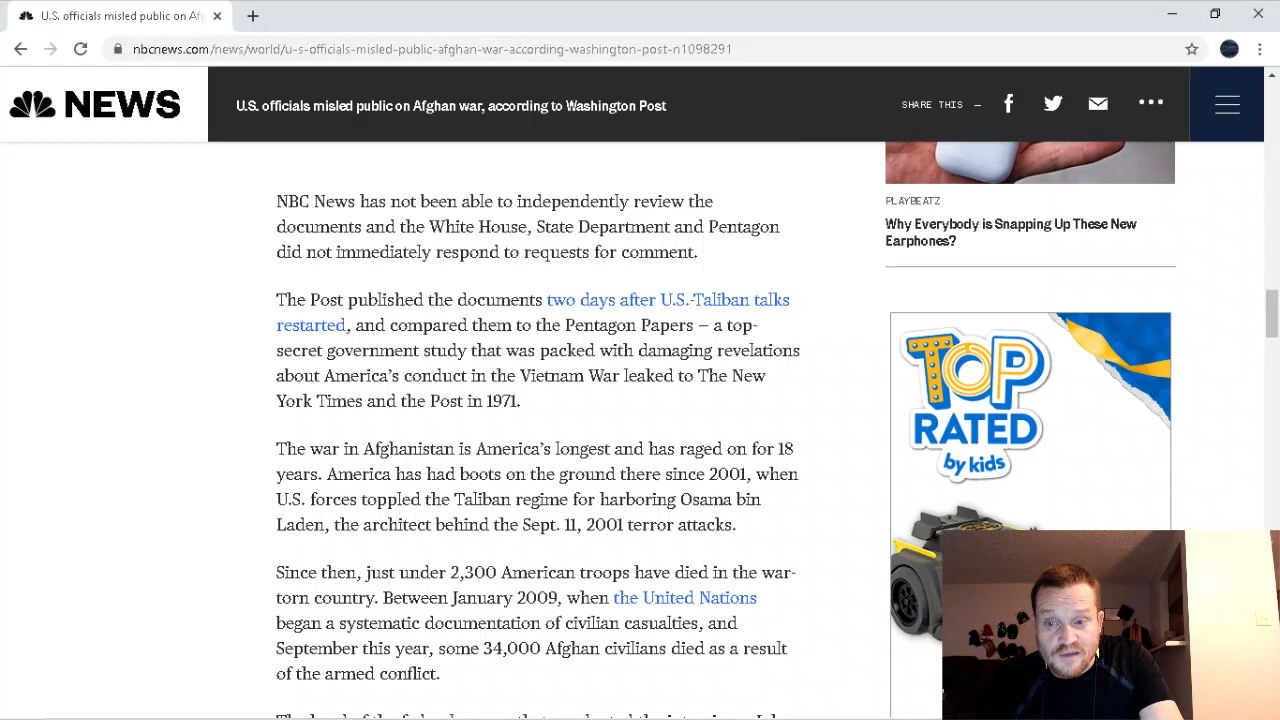 U.S. officials misled public on Afg
nbcnews.com/news/world/u-s-officials-misled-public-afghan-war-according-washington-post-n1098291
NEWS
U.S. officials misled public on Afghan war, according to Washington Post
SHARE THIS —
NBC News has not been able to independently review the
documents and the White House, State Department and Pentagon
did not immediately respond to requests for comment.
The Post published the documents two days after U.S.-Taliban talks
restarted, and compared them to the Pentagon Papers — a top-
secret government study that was packed with damaging revelations
about America's conduct in the Vietnam War leaked to The New
York Times and the Post in 1971.
The war in Afghanistan is America's longest and has raged on for 18
years. America has had boots on the ground there since 2001, when
U.S. forces toppled the Taliban regime for harboring Osama bin
Laden, the architect behind the Sept. 11, 2001 terror attacks.
Since then, just under 2,300 American troops have died in the war-
torn country. Between January 2009, when the United Nations
began a systematic documentation of civilian casualties, and
September this year, some 34,000 Afghan civilians died as a result
of the armed conflict.
PLAYBEATZ
Why Everybody is Snapping Up These New
Earphones?
TOP
RATED
by kids